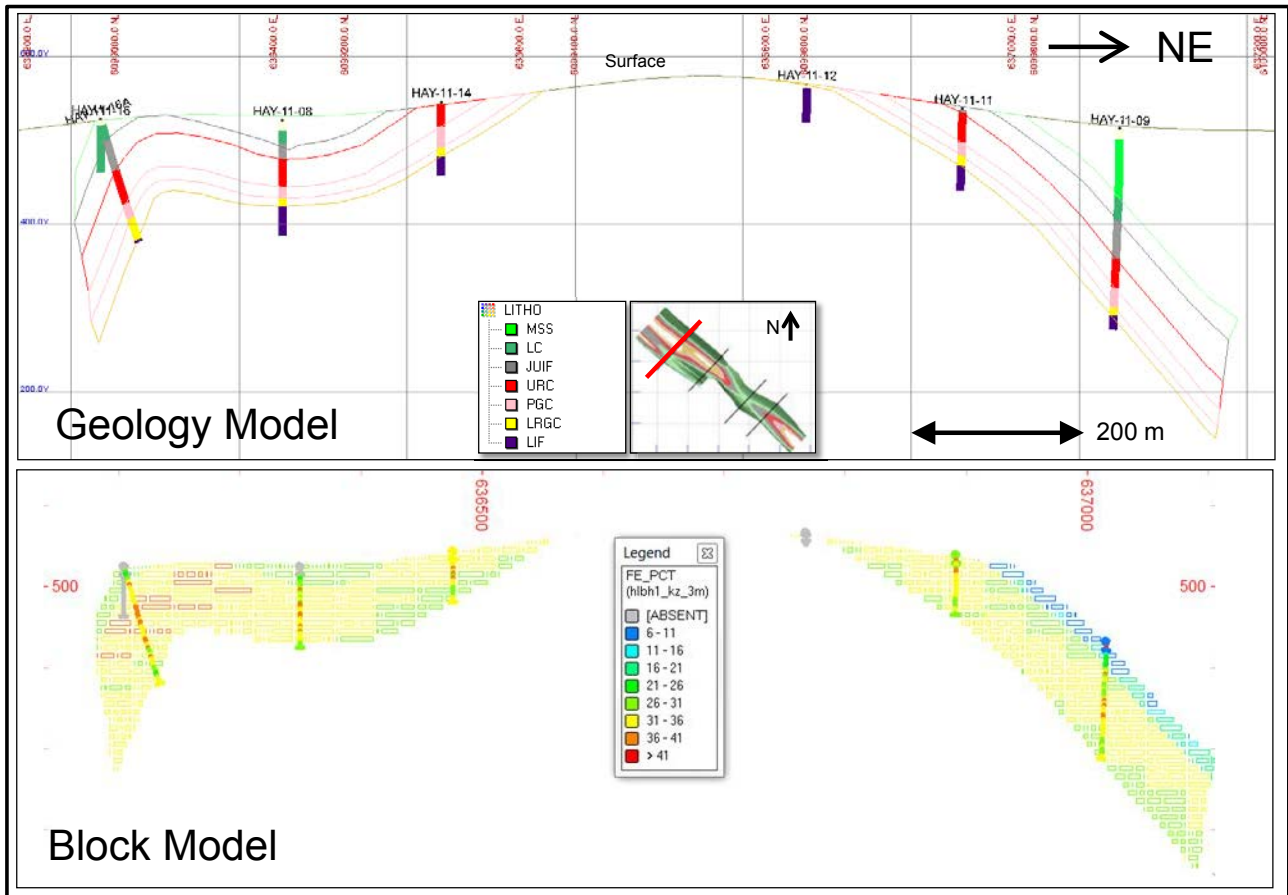 Surface
NE
HAY-11-16
HAY-11-08
HAY-11-14
HAY-11-12
HAY-11-11
HAY-11-09
400.0Y
200.0Y
LITHO
MSS
LC
JUIF
URC
PGC
LRGC
LIF
N
Geology Model
200 m
636500
637000
500
500
Legend
FE_PCT
(hlbh1_kz_3m)
[ABSENT]
6 - 11
11 - 16
16 - 21
21 - 26
26 - 31
31 - 36
36 - 41
> 41
Block Model